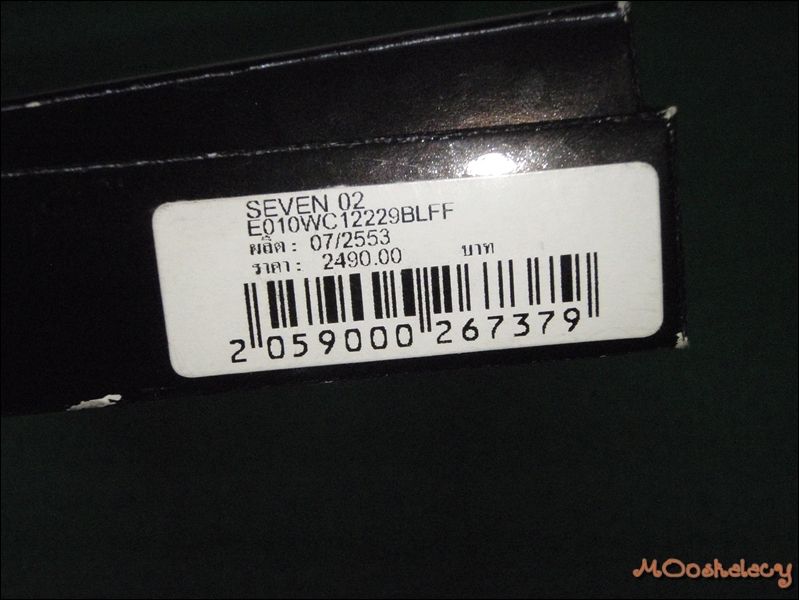 SEVEN 02
E010WC12229BLFF
ผลิต : 07/2553
ราคา : 2490.00 บาท
2 059000 267379
MOoshelacy